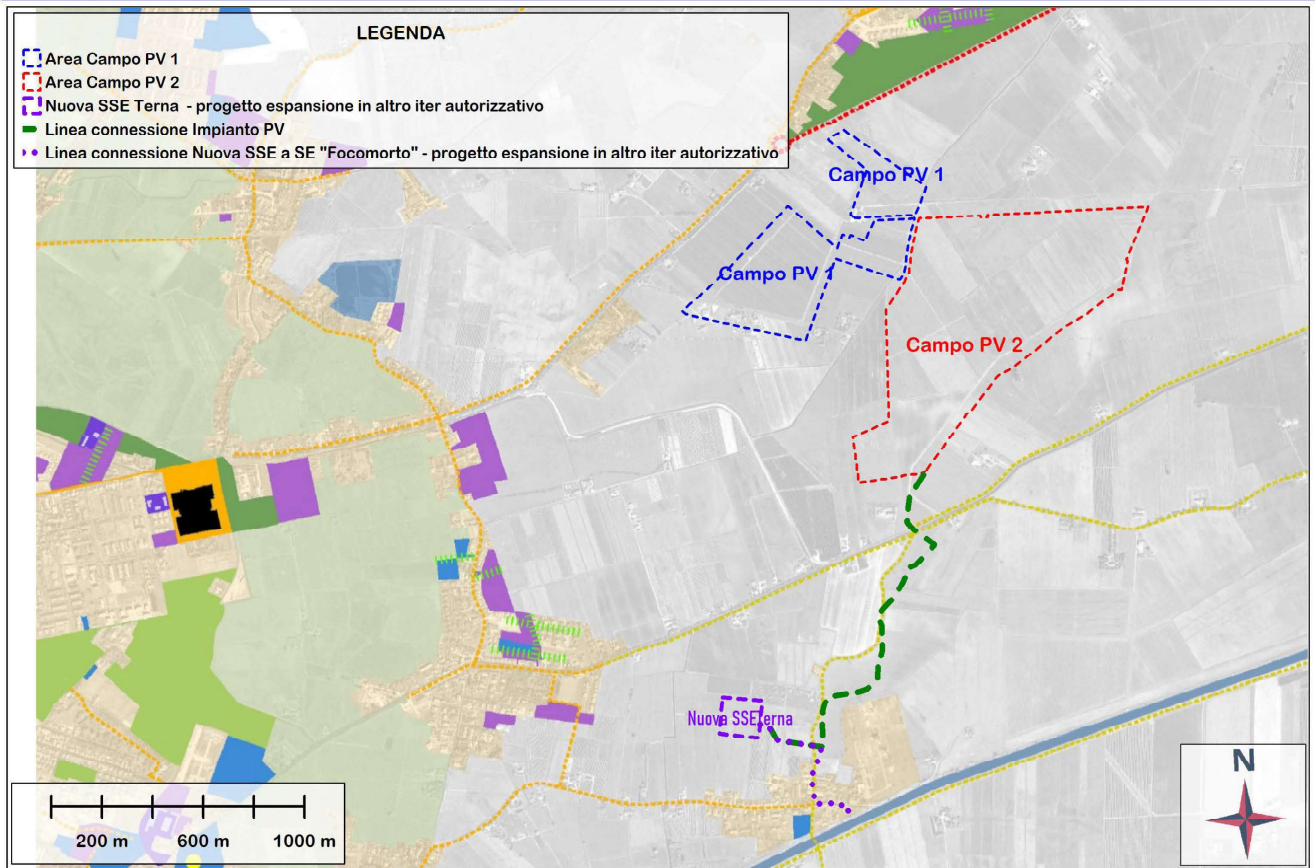 LEGENDA
Area Campo PV 1
Area Campo PV 2
Nuova SSE Terna - progetto espansione in altro iter autorizzativo
Linea connessione Impianto PV
Linea connessione Nuova SSE a SE "Focomorto" - progetto espansione in altro iter autorizzativo
Campo PV 1
Campo PV 1
Campo PV 2
Nuova SSETerna
N
200 m 600 m 1000 m